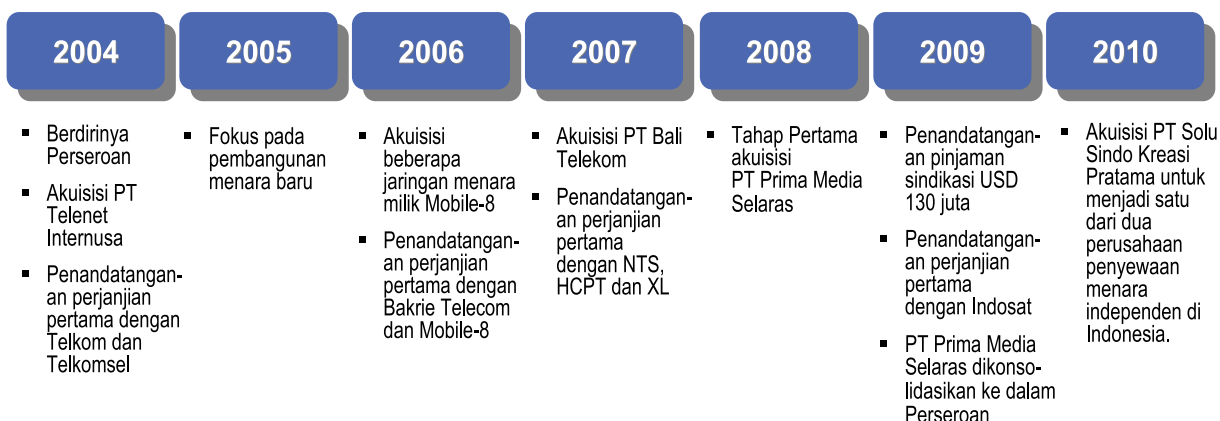 2004
Berdirinya
Perseroan
Akuisisi PT
Telenet
Internusa
Penandatangan-
an perjanjian
pertama dengan
Telkom dan
Telkomsel
2005
Fokus pada
pembangunan
menara baru
2006
Akuisisi
beberapa
jaringan menara
milik Mobile-8
Penandatangan-
an perjanjian
pertama dengan
Bakrie Telecom
dan Mobile-8
2007
Akuisisi PT Bali
Telekom
Penandatangan-
an perjanjian
pertama
dengan NTS,
HCPT dan XL
2008
Tahap Pertama
akuisisi
PT Prima Media
Selaras
2009
Penandatangan-
an pinjaman
sindikasi USD
130 juta
Penandatangan-
an perjanjian
pertama
dengan Indosat
PT Prima Media
Selaras dikonso-
lidasikan ke dalam
Perseroan
2010
Akuisisi PT Solu
Sindo Kreasi
Pratama untuk
menjadi satu
dari dua
perusahaan
penyewaan
menara
independen di
Indonesia.